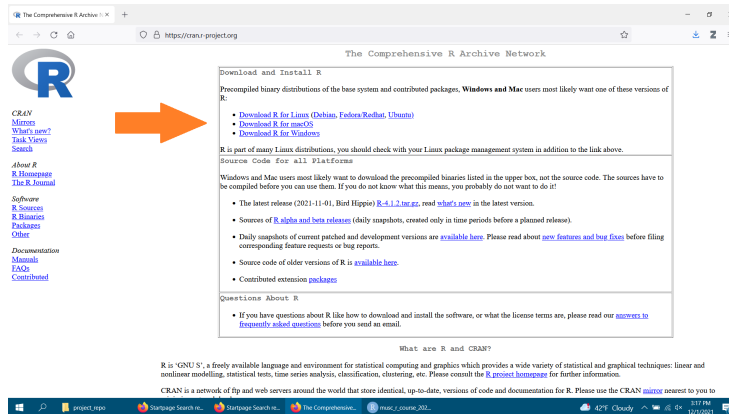 The Comprehensive R Archive N
https://cran.r-project.org
The Comprehensive R Archive Network
R
CRAN
Mirrors
What's new?
Task Views
Search
About R
R Homepage
The R Journal
Software
R Sources
R Binaries
Packages
Other
Documentation
Manuals
FAQs
Contributed
Download and Install R
Precompiled binary distributions of the base system and contributed packages, Windows and Mac users most likely want one of these versions of
R:
• Download R for Linux (Debian, Fedora/Redhat, Ubuntu)
• Download R for macOS
• Download R for Windows
R is part of many Linux distributions, you should check with your Linux package management system in addition to the link above.
Source Code for all Platforms
Windows and Mac users most likely want to download the precompiled binaries listed in the upper box, not the source code. The sources have to
be compiled before you can use them. If you do not know what this means, you probably do not want to do it!
• The latest release (2021-11-01, Bird Hippie) R-4.1.2.tar.gz, read what's new in the latest version.
• Sources of R alpha and beta releases (daily snapshots, created only in time periods before a planned release).
• Daily snapshots of current patched and development versions are available here. Please read about new features and bug fixes before filing
corresponding feature requests or bug reports.
• Source code of older versions of R is available here.
• Contributed extension packages
Questions About R
• If you have questions about R like how to download and install the software, or what the license terms are, please read our answers to
frequently asked questions before you send an email.
What are R and CRAN?
R is 'GNU S', a freely available language and environment for statistical computing and graphics which provides a wide variety of statistical and graphical techniques: linear and
nonlinear modelling, statistical tests, time series analysis, classification, clustering, etc. Please consult the R project homepage for further information.
CRAN is a network of ftp and web servers around the world that store identical, up-to-date, versions of code and documentation for R. Please use the CRAN mirror nearest to you to
project_repo
Startpage Search re...
Startpage Search re...
The Comprehensive...
musc_r_course_202...
42°F Cloudy
3:17 PM
12/1/2021